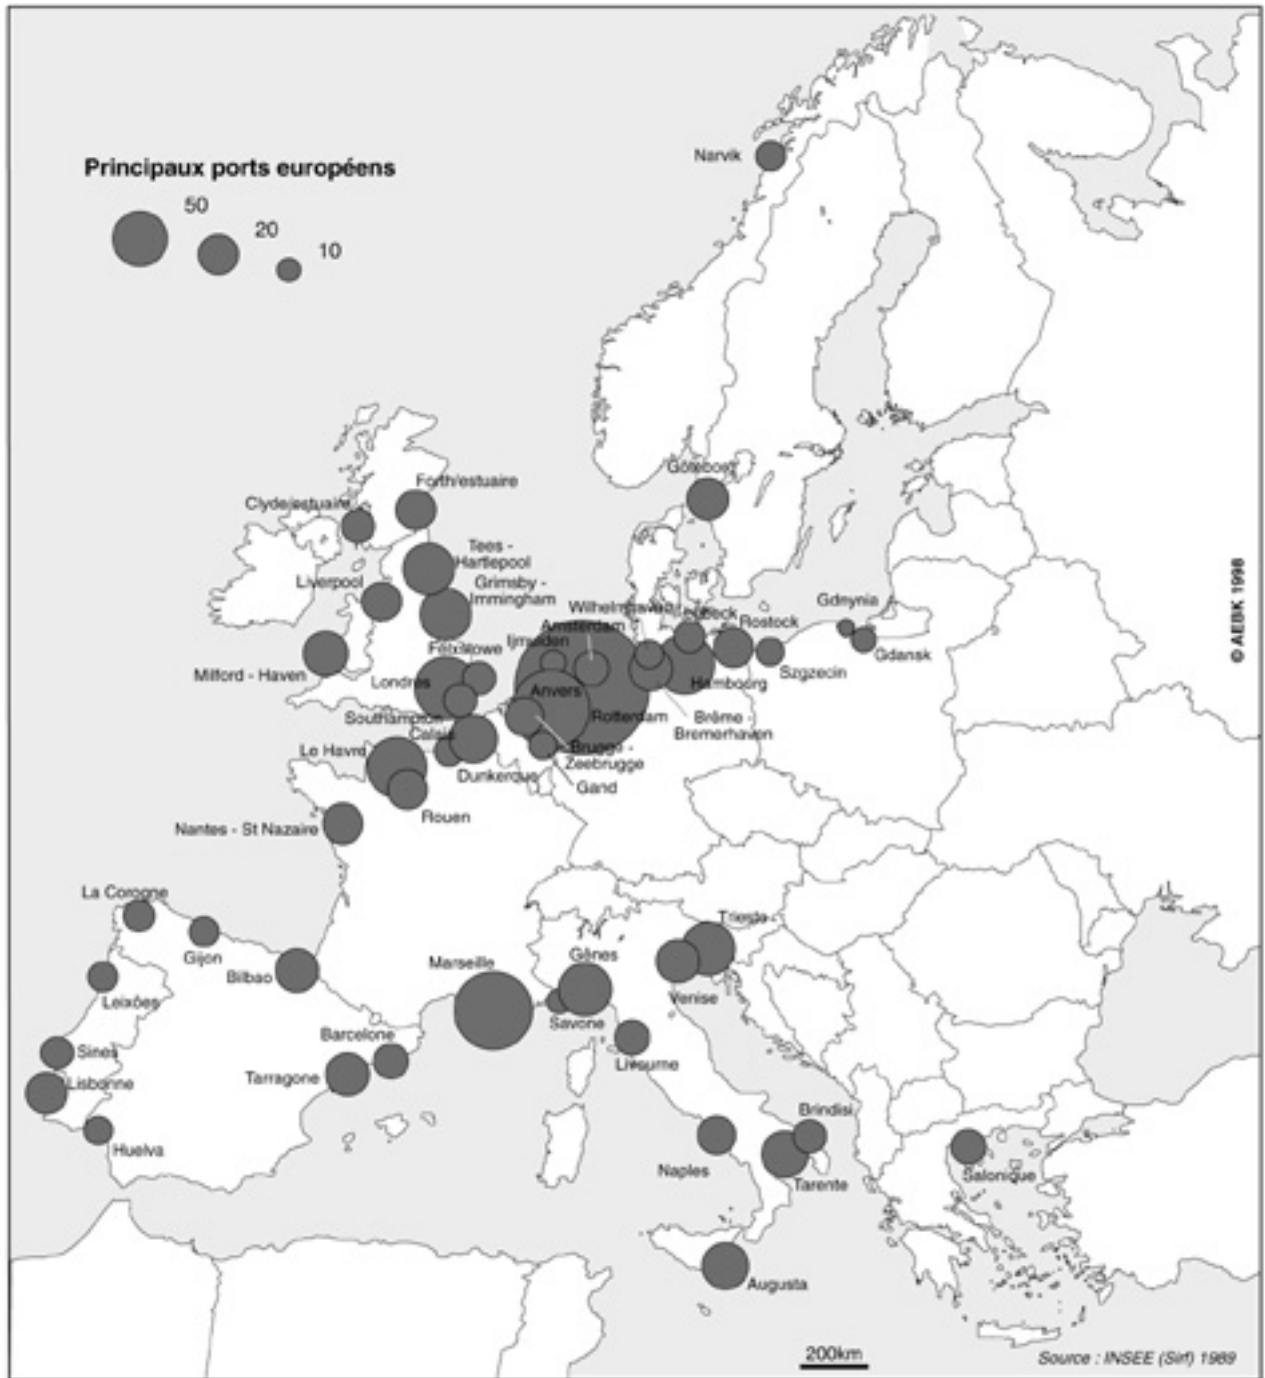 Principaux ports européens
50
20
10
Narvik
Göteborg
Forth/estuaire
Clyde/estuaire
Tees -
Hartlepool
Liverpool
Grimsby -
Immingham
Wilhelmshaven
Gdnynia
Amsterdam
Rostock
Ijmuiden
Gdansk
Félixstowe
Milford - Haven
Szgzecin
Londres
Hambourg
Anvers
Southampton
Rotterdam
Brême -
Bremerhaven
Calais
Le Havre
Brugge -
Zeebrugge
Dunkerque
Gand
Rouen
Nantes - St Nazaire
La Corogne
Trieste
Gijon
Gênes
Marseille
Bilbao
Venise
Leixões
Savone
Barcelone
Sines
Livourne
Tarragone
Lisbonne
Brindisi
Huelva
Naples
Salonique
Tarente
Augusta
200km
Source : INSEE (Sirf) 1989
© AEBK 1998